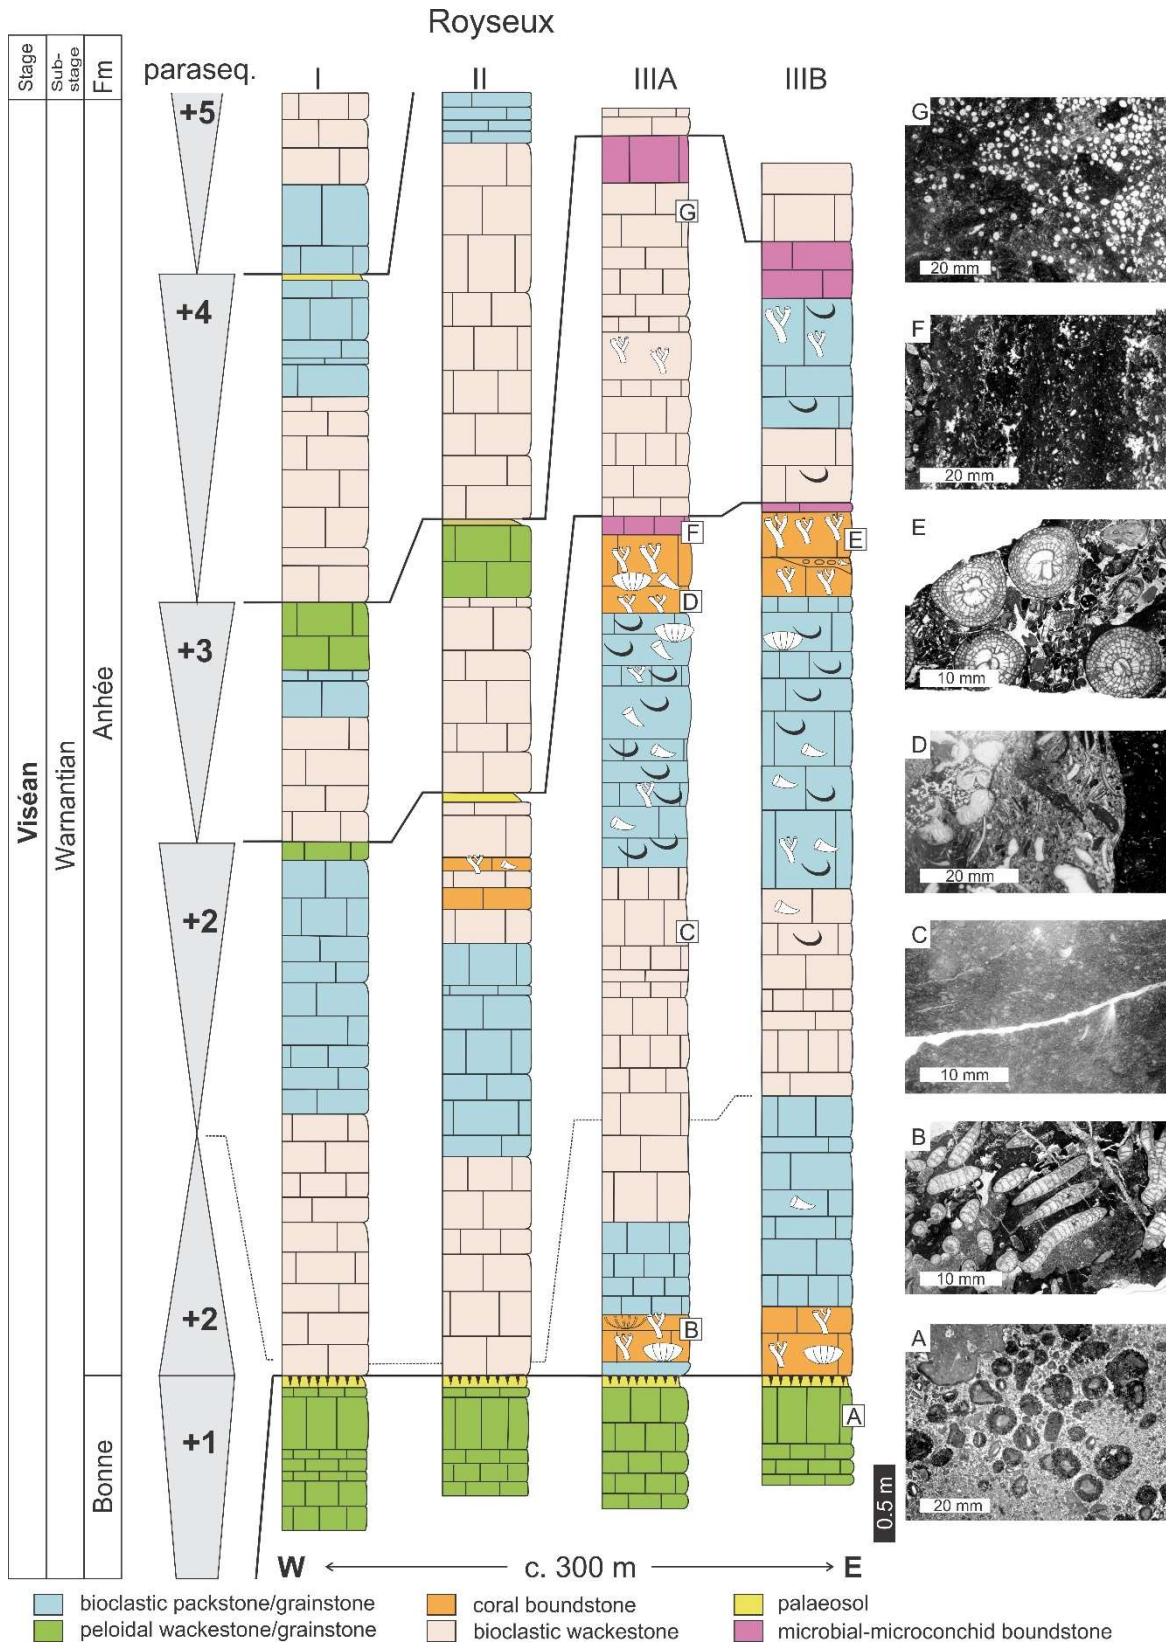 Royseux
Stage
Sub-
stage
Fm
paraseq.
I
II
IIIA
IIIB
+5
+4
+3
+2
+2
+1
Viséan
Warnantian
Anhée
Bonne
G
F
E
D
C
B
A
G
20 mm
F
20 mm
E
10 mm
D
20 mm
C
10 mm
B
10 mm
A
20 mm
0.5 m
W
c. 300 m
E
bioclastic packstone/grainstone
coral boundstone
palaeosol
peloidal wackestone/grainstone
bioclastic wackestone
microbial-microconchid boundstone